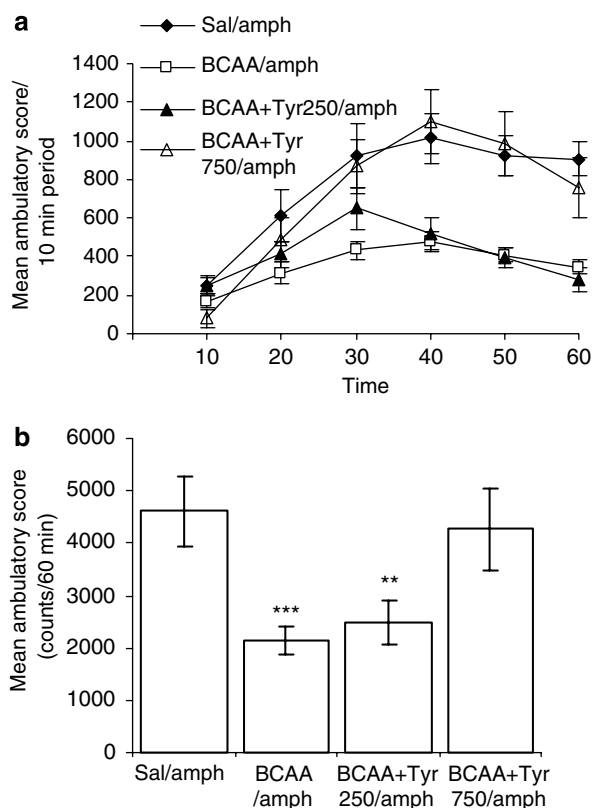 a
Sal/amph
BCAA/amph
BCAA+Tyr250/amph
BCAA+Tyr
750/amph
Mean ambulatory score/
10 min period
1400
1200
1000
800
600
400
200
0
10 20 30 40 50 60
Time
b
Mean ambulatory score
(counts/60 min)
6000
5000
4000
3000
2000
1000
0
***
**
Sal/amph
BCAA
/amph
BCAA+Tyr
250/amph
BCAA+Tyr
750/amph